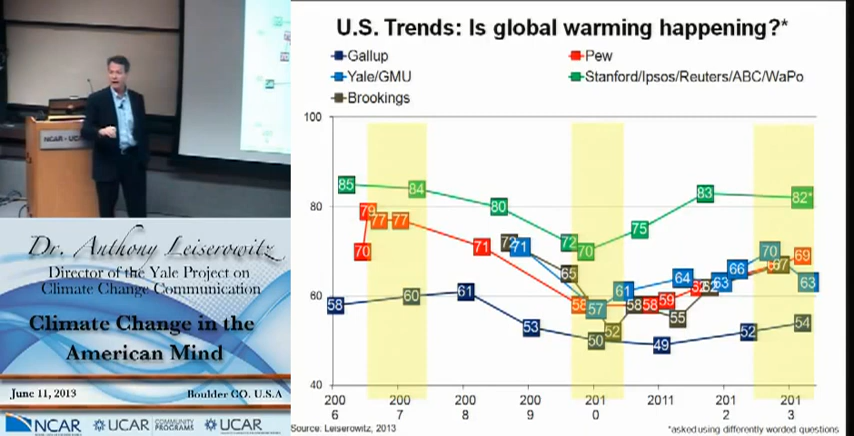 U.S. Trends: Is global warming happening?*
Gallup
Pew
Yale/GMU
Stanford/Ipsos/Reuters/ABC/WaPo
Brookings
100
80
60
40
85
84
80
72
70
75
83
82*
79
77
77
70
71
72
71
65
58
57
61
64
58
58
59
62
62
63
66
70
67
69
63
58
60
61
53
50
52
55
49
52
54
200
6
200
7
200
8
200
9
201
0
2011
201
2
201
3
Source: Leiserowitz, 2013
*asked using differently worded questions
NCAR - UCA
Dr. Anthony Leiserowitz
Director of the Yale Project on
Climate Change Communication
Climate Change in the
American Mind
June 11, 2013
Boulder CO. U.S.A
NCAR
UCAR
COMMUNITY
PROGRAMS
UCAR